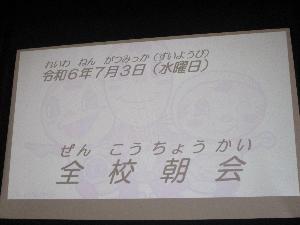 れいわ ねん がつみっか（すいようび）
令和６年７月３日（水曜日）
ぜん こう ちょう かい
全校朝会